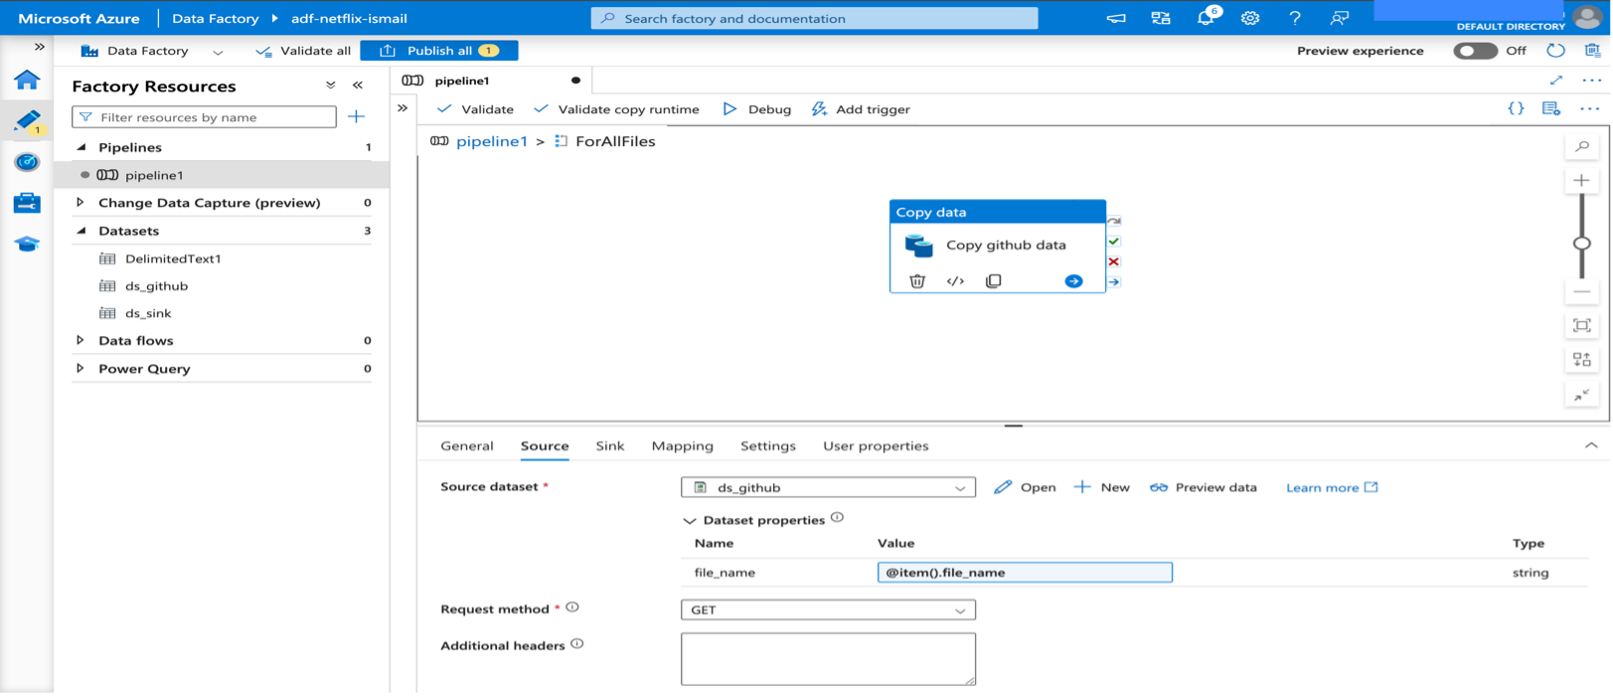 Microsoft Azure
Data Factory
adf-netflix-ismail
Search factory and documentation
6
DEFAULT DIRECTORY
Data Factory
Validate all
Publish all 1
Preview experience
Off
Factory Resources
Filter resources by name
1
Pipelines 1
pipeline1
Change Data Capture (preview) 0
Datasets 3
DelimitedText1
ds_github
ds_sink
Data flows 0
Power Query 0
pipeline1
Validate
Validate copy runtime
Debug
Add trigger
pipeline1 > ForAllFiles
Copy data
Copy github data
General
Source
Sink
Mapping
Settings
User properties
Source dataset *
ds_github
Open
New
Preview data
Learn more
Dataset properties
Name Value Type
file_name @item().file_name string
Request method *
GET
Additional headers